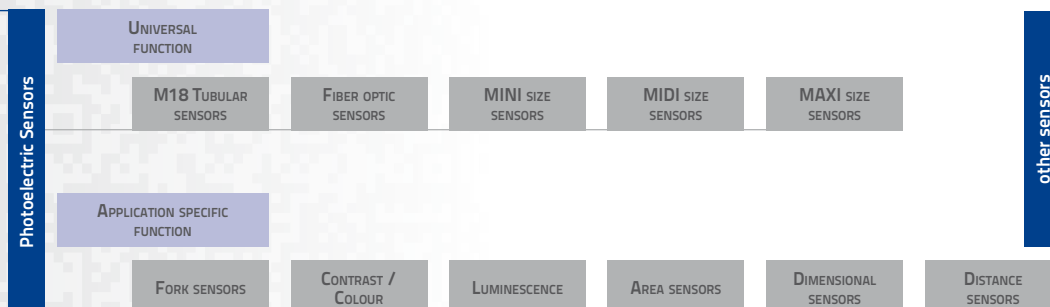 Photoelectric Sensors
Universal
function
M18 Tubular
sensors
Fiber optic
sensors
MINI size
sensors
MIDI size
sensors
MAXI size
sensors
Application specific
function
Fork sensors
Contrast /
Colour
Luminescence
Area sensors
Dimensional
sensors
Distance
sensors
other sensors